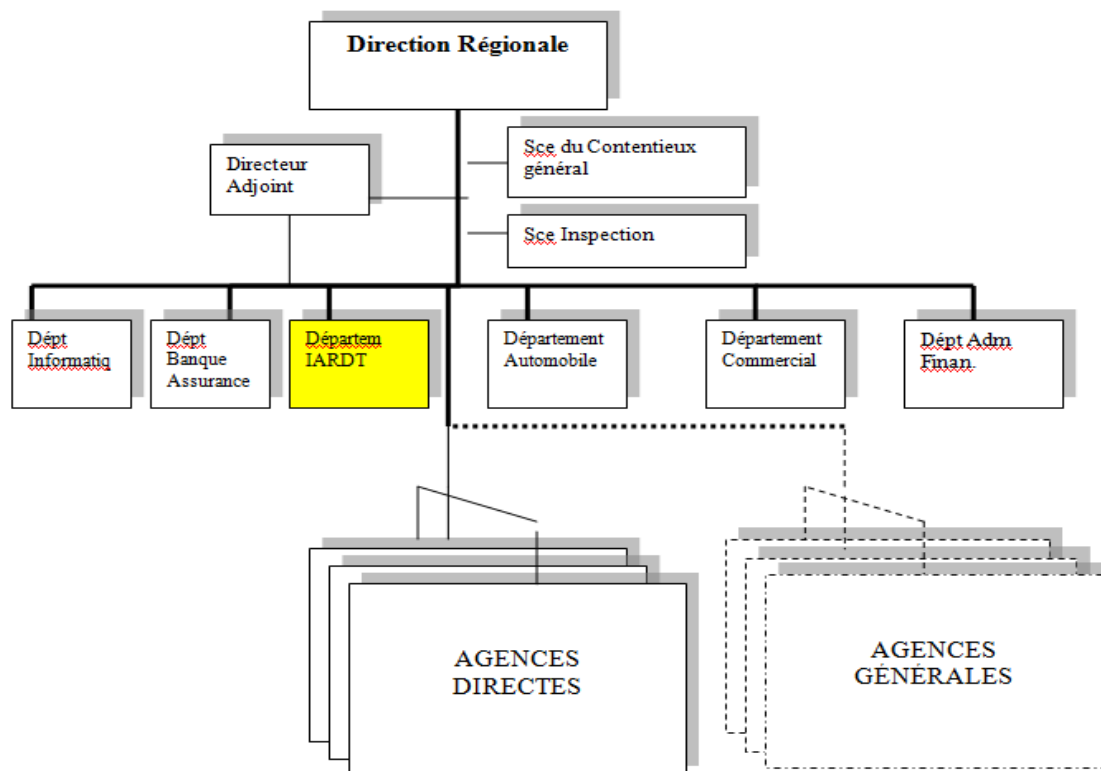 Direction Régionale
Directeur
Adjoint
Sce du Contentieux
général
Sce Inspection
Dépt
Informatiq
Dépt
Banque
Assurance
Départem
IARDT
Département
Automobile
Département
Commercial
Dépt Adm
Finan.
AGENCES
DIRECTES
AGENCES
GÉNÉRALES